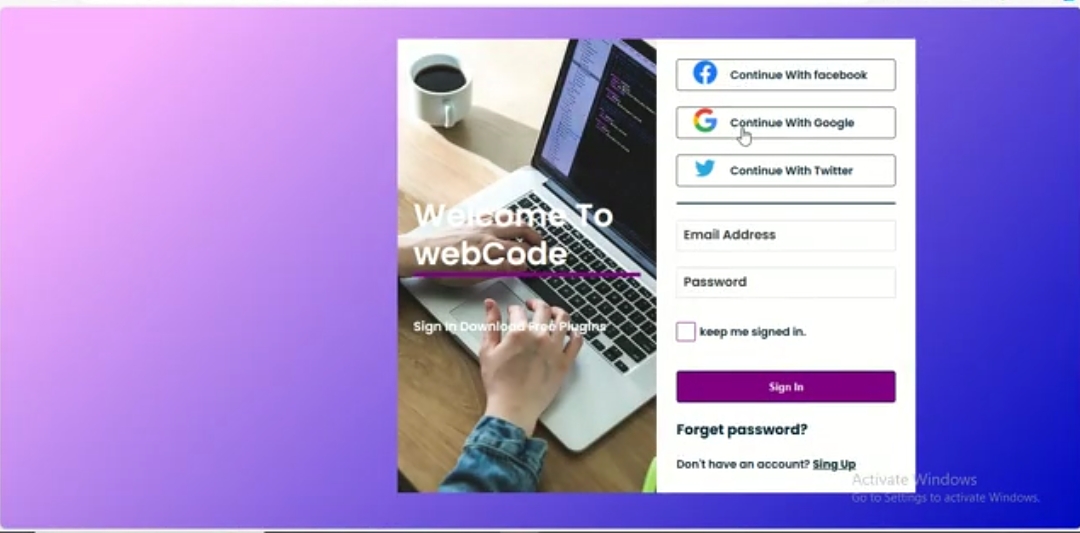 Welcome To
webCode
Sign In Download Free Plugins
Continue With facebook
Continue With Google
Continue With Twitter
Email Address
Password
keep me signed in.
Sign In
Forget password?
Don't have an account? Sing Up
Activate Windows
Go to Settings to activate Windows.